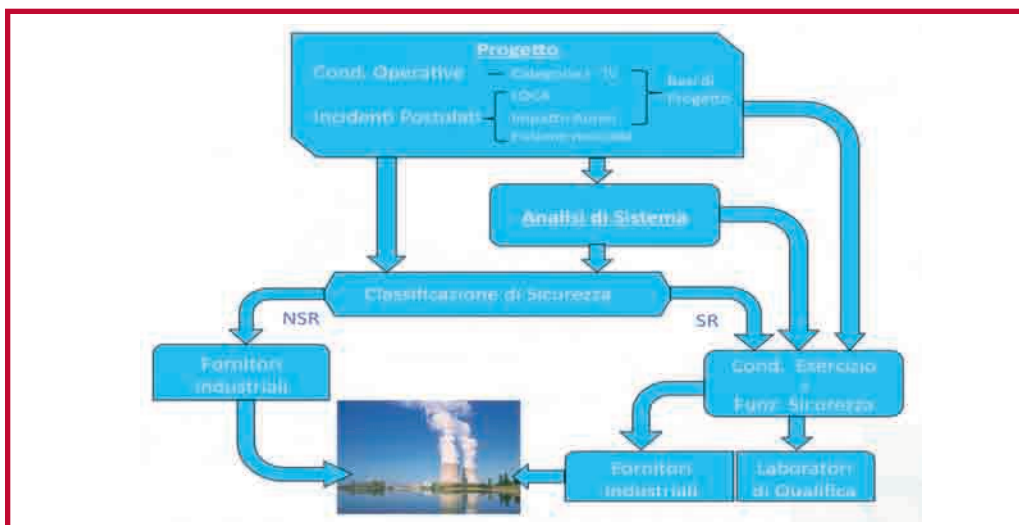 Progetto
Cond. Operative
Categorie I - IV
Incidenti Postulati
LOCA
Impatto Aereo
Basi di
Progetto
Analisi di Sistema
Classificazione di Sicurezza
NSR
SR
Fornitori
industriali
Cond. Esercizio
e
Funz Sicurezza
Fornitori
industriali
Laboratori
di Qualifica